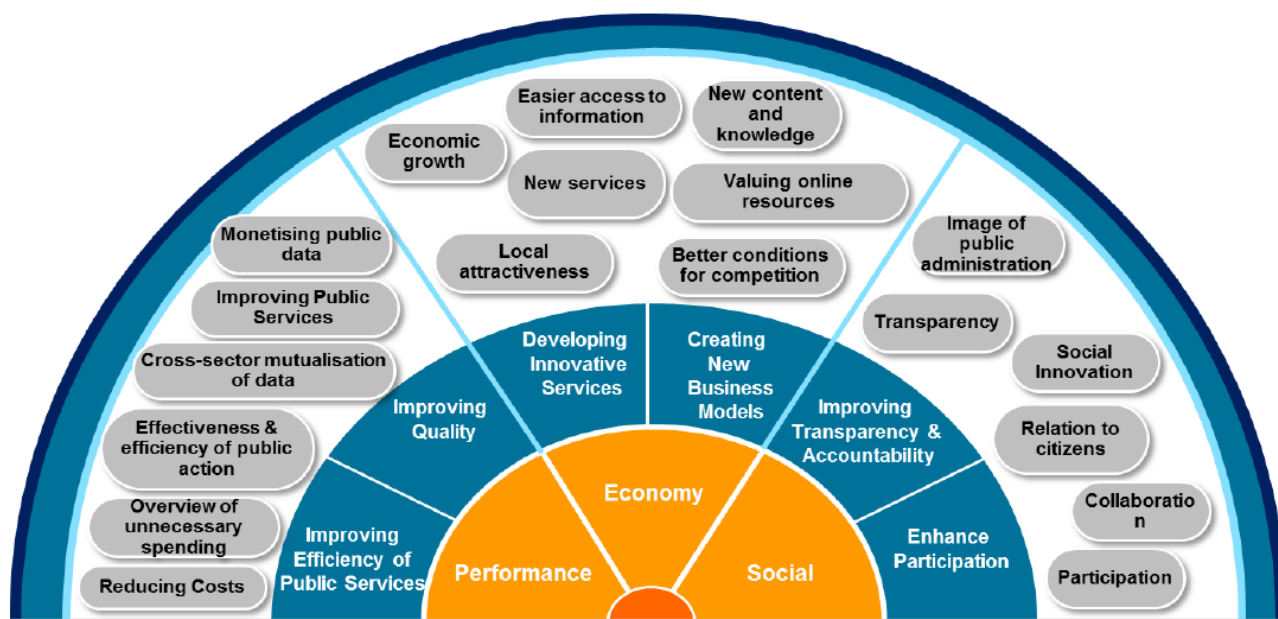 Easier access to
information
New content
and
knowledge
Economic
growth
New services
Valuing online
resources
Local
attractiveness
Better conditions
for competition
Monetising public
data
Improving Public
Services
Cross-sector mutualisation
of data
Effectiveness &
efficiency of public
action
Overview of
unnecessary
spending
Reducing Costs
Image of
public
administration
Transparency
Social
Innovation
Relation to
citizens
Collaboratio
n
Participation
Improving
Efficiency of
Public Services
Improving
Quality
Developing
Innovative
Services
Creating
New
Business
Models
Improving
Transparency &
Accountability
Enhance
Participation
Performance
Economy
Social